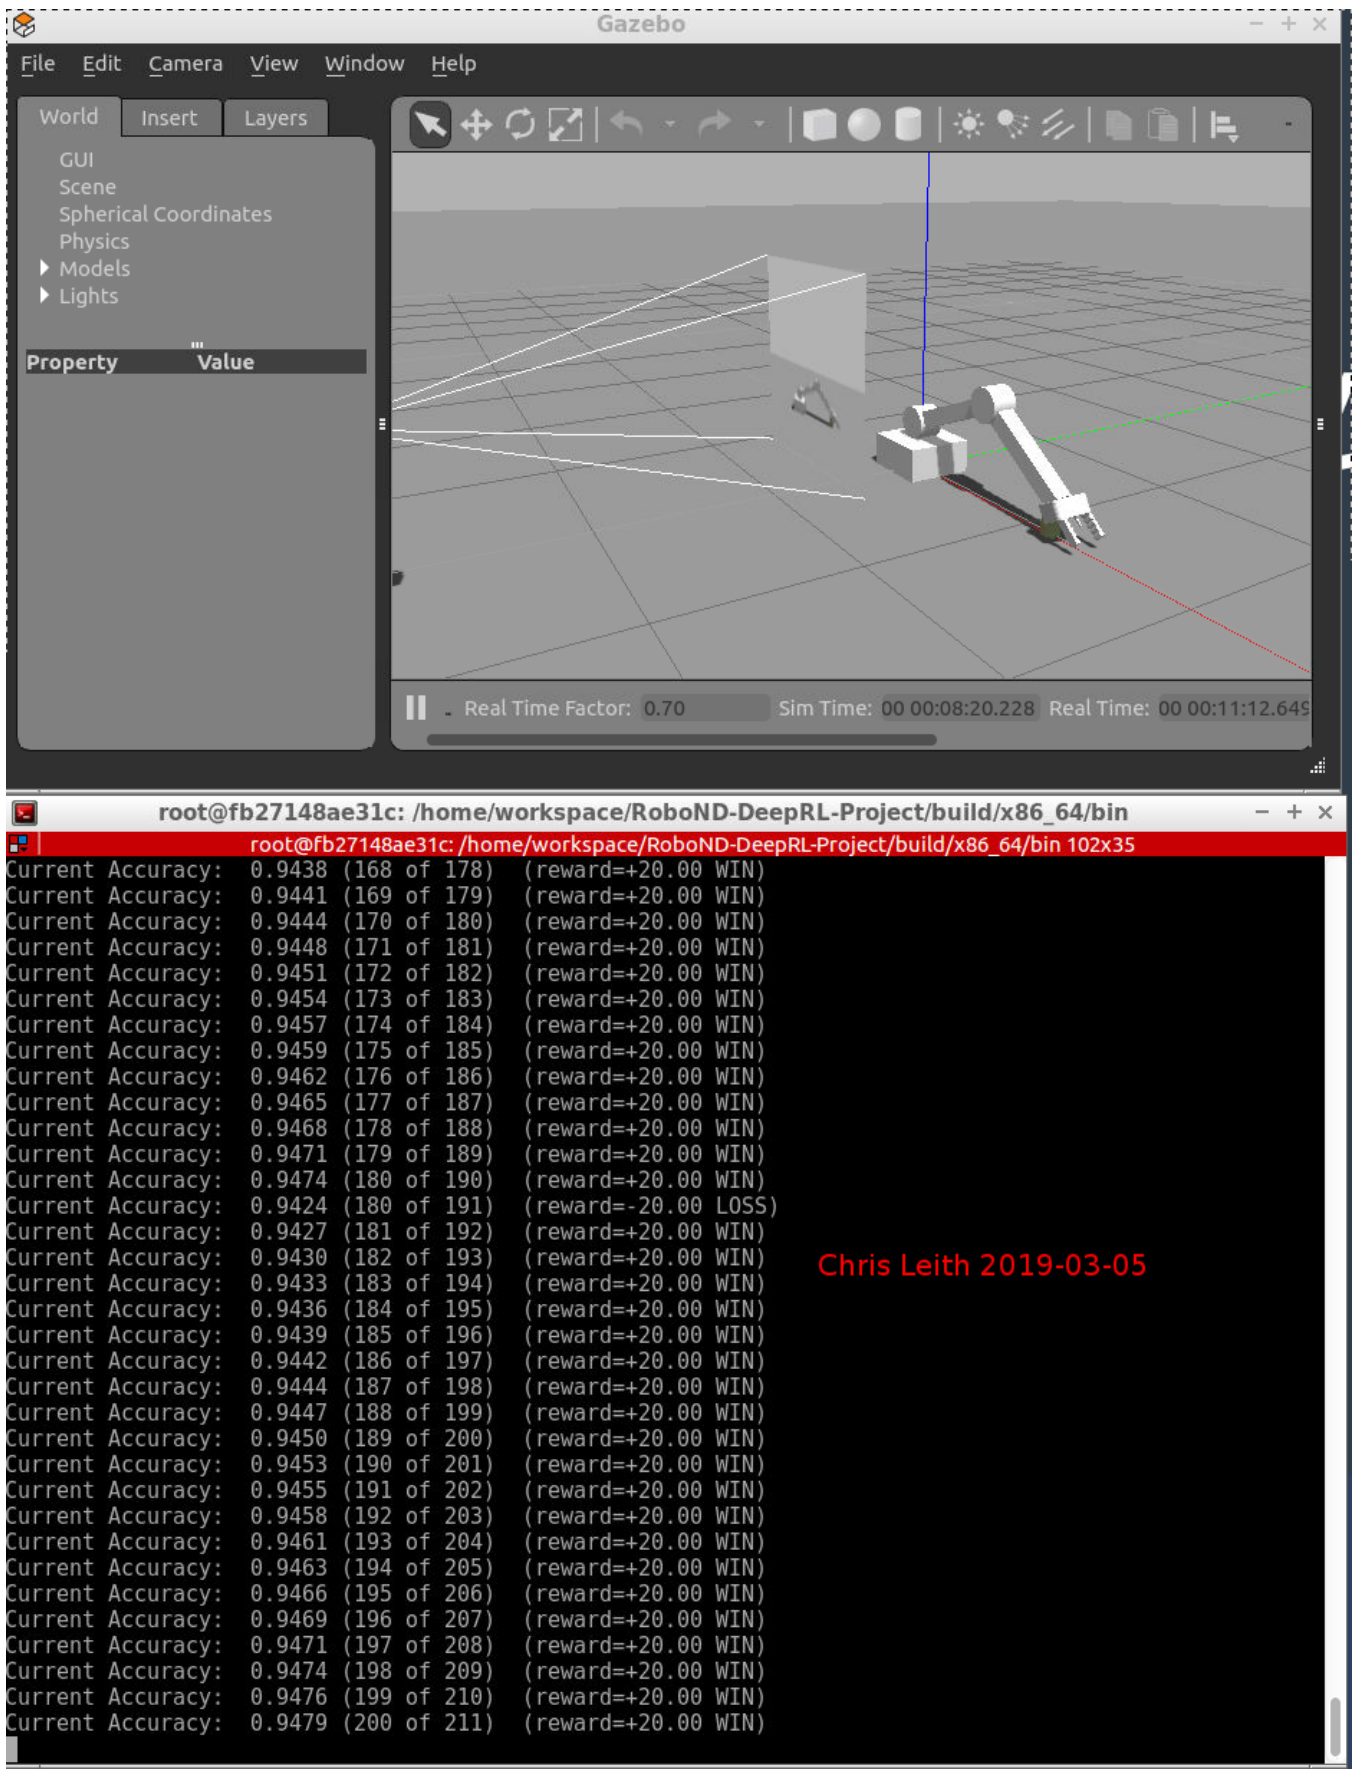 Gazebo
File Edit Camera View Window Help
World Insert Layers
GUI
Scene
Spherical Coordinates
Physics
Models
Lights
Property Value
Real Time Factor: 0.70 Sim Time: 00 00:08:20.228 Real Time: 00 00:11:12.649
root@fb27148ae31c: /home/workspace/RoboND-DeepRL-Project/build/x86_64/bin
root@fb27148ae31c: /home/workspace/RoboND-DeepRL-Project/build/x86_64/bin 102x35
Current Accuracy: 0.9438 (168 of 178) (reward=+20.00 WIN)
Current Accuracy: 0.9441 (169 of 179) (reward=+20.00 WIN)
Current Accuracy: 0.9444 (170 of 180) (reward=+20.00 WIN)
Current Accuracy: 0.9448 (171 of 181) (reward=+20.00 WIN)
Current Accuracy: 0.9451 (172 of 182) (reward=+20.00 WIN)
Current Accuracy: 0.9454 (173 of 183) (reward=+20.00 WIN)
Current Accuracy: 0.9457 (174 of 184) (reward=+20.00 WIN)
Current Accuracy: 0.9459 (175 of 185) (reward=+20.00 WIN)
Current Accuracy: 0.9462 (176 of 186) (reward=+20.00 WIN)
Current Accuracy: 0.9465 (177 of 187) (reward=+20.00 WIN)
Current Accuracy: 0.9468 (178 of 188) (reward=+20.00 WIN)
Current Accuracy: 0.9471 (179 of 189) (reward=+20.00 WIN)
Current Accuracy: 0.9474 (180 of 190) (reward=+20.00 WIN)
Current Accuracy: 0.9424 (180 of 191) (reward=-20.00 LOSS)
Current Accuracy: 0.9427 (181 of 192) (reward=+20.00 WIN)
Current Accuracy: 0.9430 (182 of 193) (reward=+20.00 WIN)
Chris Leith 2019-03-05
Current Accuracy: 0.9433 (183 of 194) (reward=+20.00 WIN)
Current Accuracy: 0.9436 (184 of 195) (reward=+20.00 WIN)
Current Accuracy: 0.9439 (185 of 196) (reward=+20.00 WIN)
Current Accuracy: 0.9442 (186 of 197) (reward=+20.00 WIN)
Current Accuracy: 0.9444 (187 of 198) (reward=+20.00 WIN)
Current Accuracy: 0.9447 (188 of 199) (reward=+20.00 WIN)
Current Accuracy: 0.9450 (189 of 200) (reward=+20.00 WIN)
Current Accuracy: 0.9453 (190 of 201) (reward=+20.00 WIN)
Current Accuracy: 0.9455 (191 of 202) (reward=+20.00 WIN)
Current Accuracy: 0.9458 (192 of 203) (reward=+20.00 WIN)
Current Accuracy: 0.9461 (193 of 204) (reward=+20.00 WIN)
Current Accuracy: 0.9463 (194 of 205) (reward=+20.00 WIN)
Current Accuracy: 0.9466 (195 of 206) (reward=+20.00 WIN)
Current Accuracy: 0.9469 (196 of 207) (reward=+20.00 WIN)
Current Accuracy: 0.9471 (197 of 208) (reward=+20.00 WIN)
Current Accuracy: 0.9474 (198 of 209) (reward=+20.00 WIN)
Current Accuracy: 0.9476 (199 of 210) (reward=+20.00 WIN)
Current Accuracy: 0.9479 (200 of 211) (reward=+20.00 WIN)